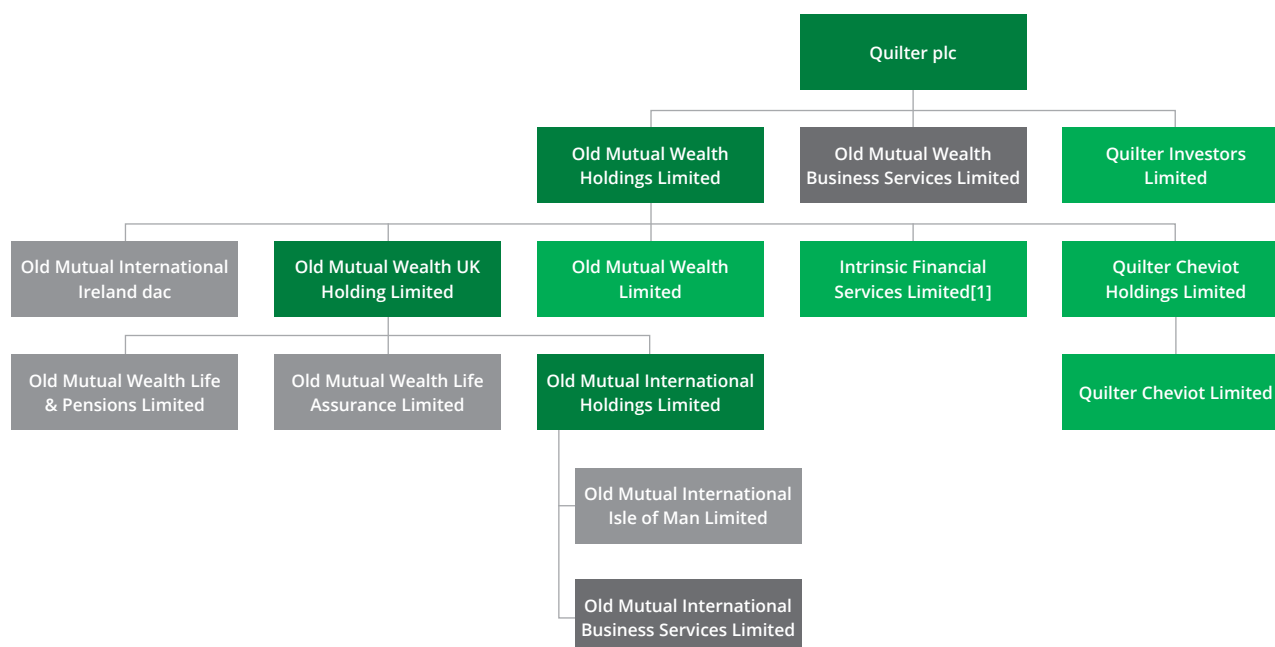 Quilter plc
Old Mutual Wealth
Holdings Limited
Old Mutual Wealth
Business Services Limited
Quilter Investors
Limited
Old Mutual International
Ireland dac
Old Mutual Wealth UK
Holding Limited
Old Mutual Wealth
Limited
Intrinsic Financial
Services Limited[1]
Quilter Cheviot
Holdings Limited
Old Mutual Wealth Life
& Pensions Limited
Old Mutual Wealth Life
Assurance Limited
Old Mutual International
Holdings Limited
Quilter Cheviot Limited
Old Mutual International
Isle of Man Limited
Old Mutual International
Business Services Limited